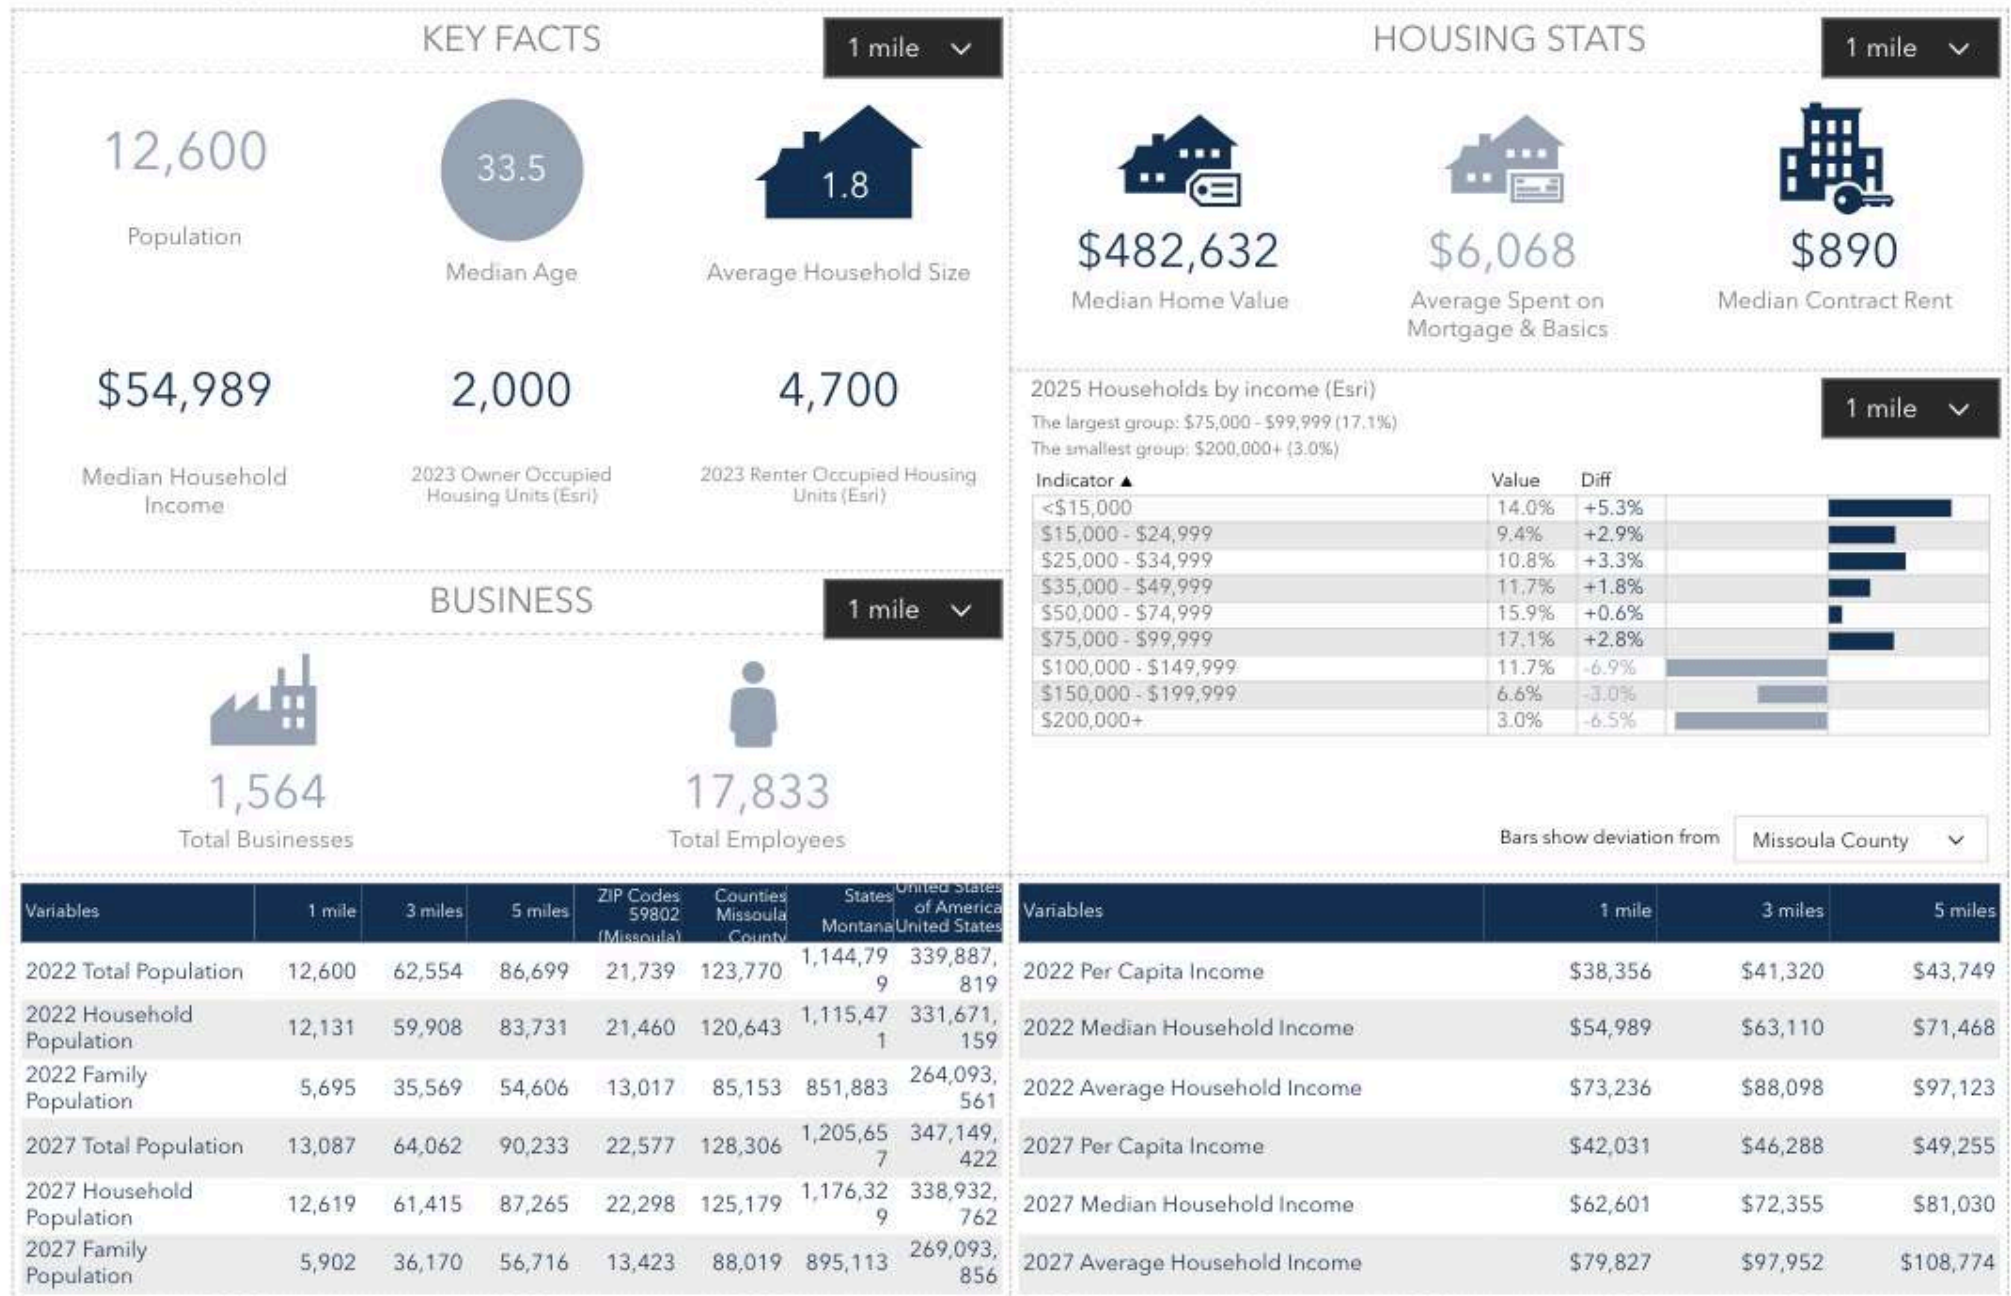 KEY FACTS
1 mile
12,600
Population
33.5
Median Age
1.8
Average Household Size
$54,989
Median Household
Income
2,000
2023 Owner Occupied
Housing Units (Esri)
4,700
2023 Renter Occupied Housing
Units (Esri)
BUSINESS
1 mile
1,564
Total Businesses
17,833
Total Employees
HOUSING STATS
1 mile
$482,632
Median Home Value
$6,068
Average Spent on
Mortgage & Basics
$890
Median Contract Rent
2025 Households by income (Esri)
The largest group: $75,000 - $99,999 (17.1%)
The smallest group: $200,000+ (3.0%)
1 mile
Indicator ▲ Value Diff
<$15,000 14.0% +5.3%
$15,000 - $24,999 9.4% +2.9%
$25,000 - $34,999 10.8% +3.3%
$35,000 - $49,999 11.7% +1.8%
$50,000 - $74,999 15.9% +0.6%
$75,000 - $99,999 17.1% +2.8%
$100,000 - $149,999 11.7% -6.9%
$150,000 - $199,999 6.6% -3.0%
$200,000+ 3.0% -6.5%
Bars show deviation from Missoula County
Variables 1 mile 3 miles 5 miles
ZIP Codes
59802
(Missoula)
Counties
Missoula
County
States
Montana
United States
of America
United States
2022 Total Population 12,600 62,554 86,699 21,739 123,770 1,144,79 339,887,
9 819
2022 Household
Population 12,131 59,908 83,731 21,460 120,643 1,115,47 331,671,
1 159
2022 Family
Population 5,695 35,569 54,606 13,017 85,153 851,883 264,093,
561
2027 Total Population 13,087 64,062 90,233 22,577 128,306 1,205,65 347,149,
7 422
2027 Household
Population 12,619 61,415 87,265 22,298 125,179 1,176,32 338,932,
9 762
2027 Family
Population 5,902 36,170 56,716 13,423 88,019 895,113 269,093,
856
Variables 1 mile 3 miles 5 miles
2022 Per Capita Income $38,356 $41,320 $43,749
2022 Median Household Income $54,989 $63,110 $71,468
2022 Average Household Income $73,236 $88,098 $97,123
2027 Per Capita Income $42,031 $46,288 $49,255
2027 Median Household Income $62,601 $72,355 $81,030
2027 Average Household Income $79,827 $97,952 $108,774